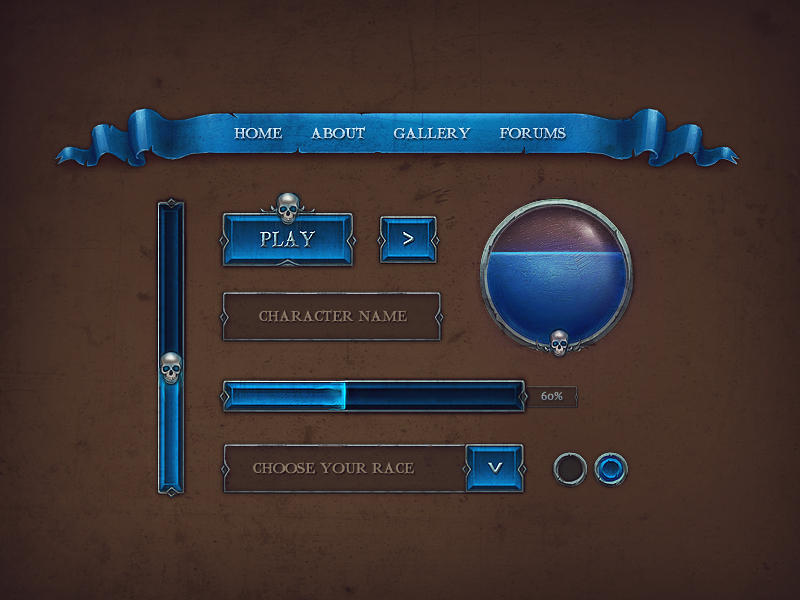 HOME ABOUT GALLERY FORUMS
PLAY >
CHARACTER NAME
60%
CHOOSE YOUR RACE